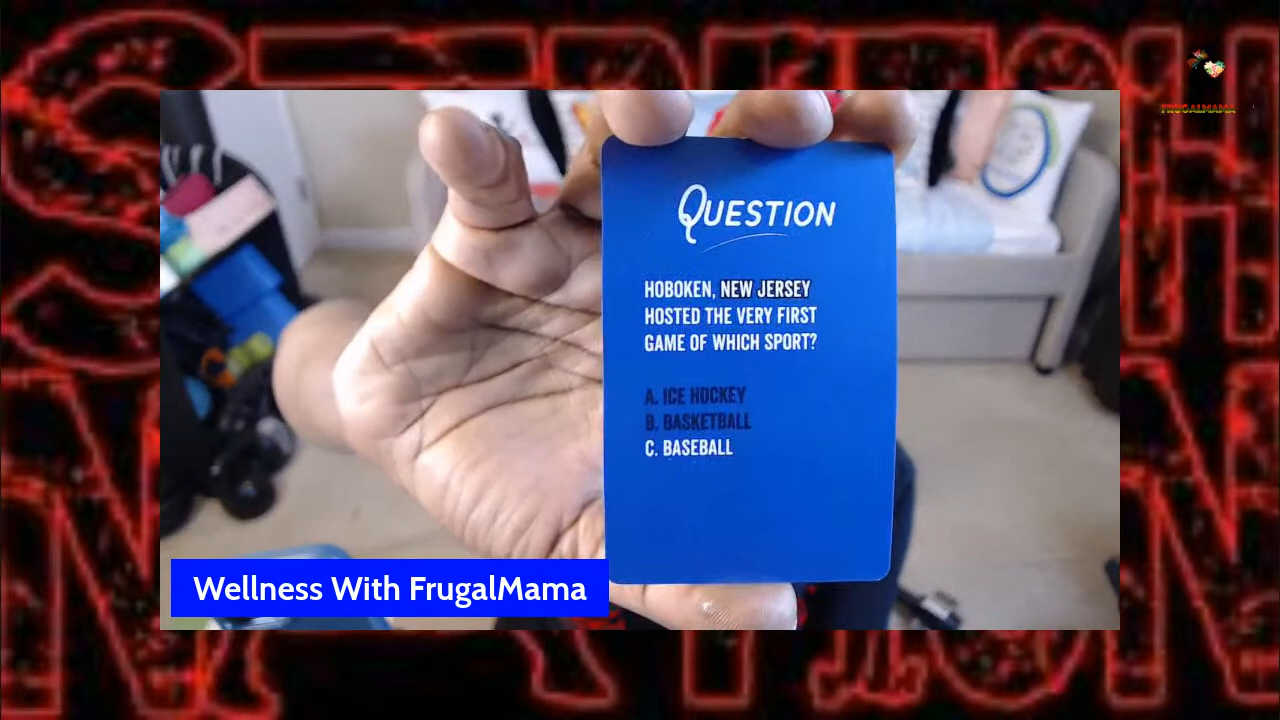 FRUGALMAMA
QUESTION
HOBOKEN, NEW JERSEY
HOSTED THE VERY FIRST
GAME OF WHICH SPORT?
A. ICE HOCKEY
B. BASKETBALL
C. BASEBALL
Wellness With FrugalMama